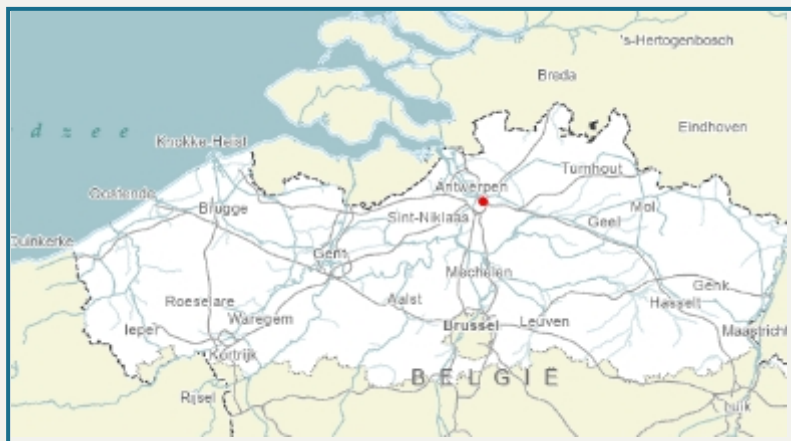 's-Hertogenbosch
Breda
d z e e
Eindhoven
Knokke-Heist
Turnhout
Antwerpen
Oostende
Mol
Brugge
Sint-Niklaas
Geel
Duinkerke
Gent
Mechelen
Genk
Roeselare
Aalst
Hasselt
Waregem
Ieper
Brussel
Leuven
Maastricht
Kortrijk
BELGIË
Rijsel
Luik